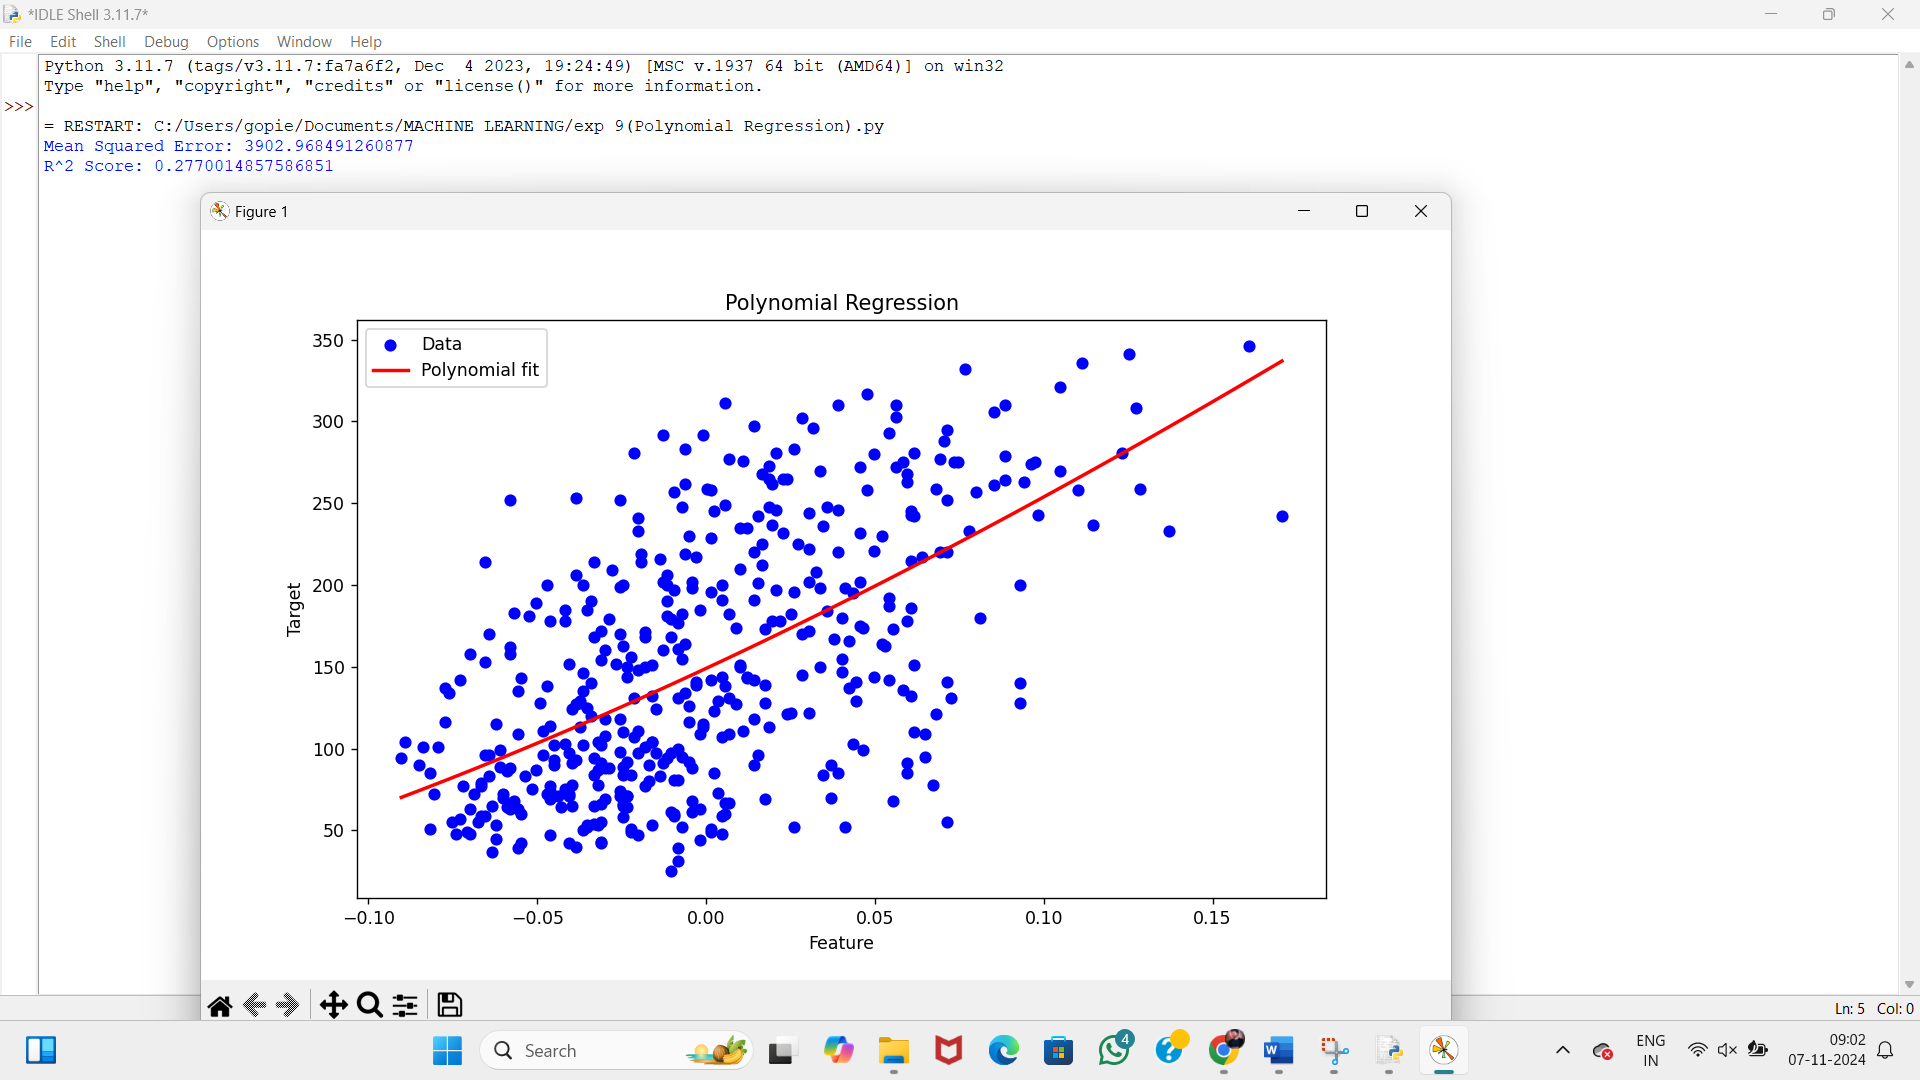 *IDLE Shell 3.11.7*
File Edit Shell Debug Options Window Help
Python 3.11.7 (tags/v3.11.7:fa7a6f2, Dec  4 2023, 19:24:49) [MSC v.1937 64 bit (AMD64)] on win32
Type "help", "copyright", "credits" or "license()" for more information.
>>>
= RESTART: C:/Users/gopie/Documents/MACHINE LEARNING/exp 9(Polynomial Regression).py
Mean Squared Error: 3902.968491260877
R^2 Score: 0.2770014857586851
Figure 1
Polynomial Regression
Data
Polynomial fit
350
300
250
200
150
100
50
Target
−0.10 −0.05 0.00 0.05 0.10 0.15
Feature
Ln: 5 Col: 0
Search
4
ENG
IN
09:02
07-11-2024